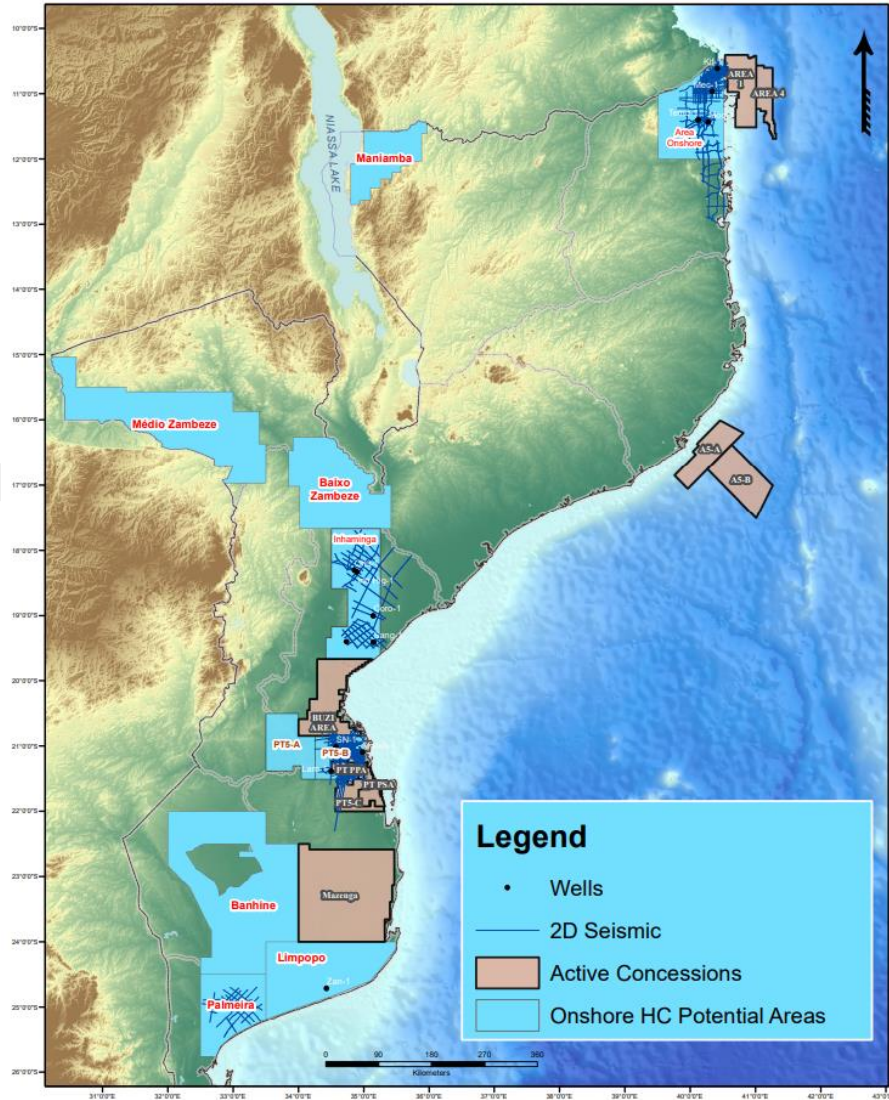 10°0'0"S
11°0'0"S
12°0'0"S
13°0'0"S
14°0'0"S
15°0'0"S
16°0'0"S
17°0'0"S
18°0'0"S
19°0'0"S
20°0'0"S
21°0'0"S
22°0'0"S
23°0'0"S
24°0'0"S
25°0'0"S
26°0'0"S
NIASSA LAKE
Maniamba
Mec-1
AREA
1
AREA 4
Area
Onshore
Médio Zambeze
Baixo
Zambeze
A5-A
A5-B
Inhaminga
BUZI
AREA
PT5-A
SN-1
PT5-B
PT PPA
PT PSA
PT5-C
Mazenga
Banhine
Limpopo
Zan-1
Palmeira
Legend
Wells
2D Seismic
Active Concessions
Onshore HC Potential Areas
0 90 180 270 360
Kilometers
31°0'0"E 32°0'0"E 33°0'0"E 34°0'0"E 35°0'0"E 36°0'0"E 37°0'0"E 38°0'0"E 39°0'0"E 40°0'0"E 41°0'0"E 42°0'0"E